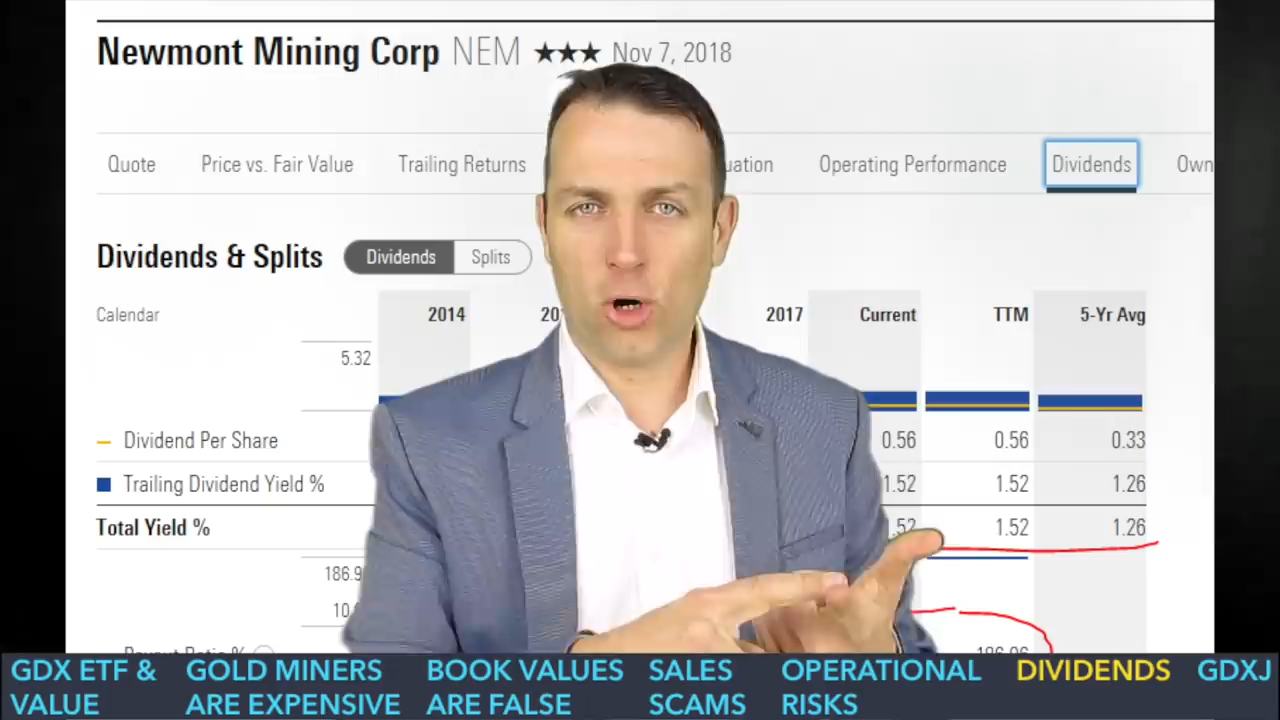 Newmont Mining Corp NEM ★★★ Nov 7, 2018
Quote Price vs. Fair Value Trailing Returns Operating Performance Dividends
Dividends & Splits Dividends Splits
Calendar 2014 2017 Current TTM 5-Yr Avg
5.32
Dividend Per Share 0.56 0.56 0.33
Trailing Dividend Yield % 1.52 1.52 1.26
Total Yield % 1.52 1.26
GDX ETF & VALUE
GOLD MINERS ARE EXPENSIVE
BOOK VALUES ARE FALSE
SALES SCAMS
OPERATIONAL RISKS
DIVIDENDS
GDXJ